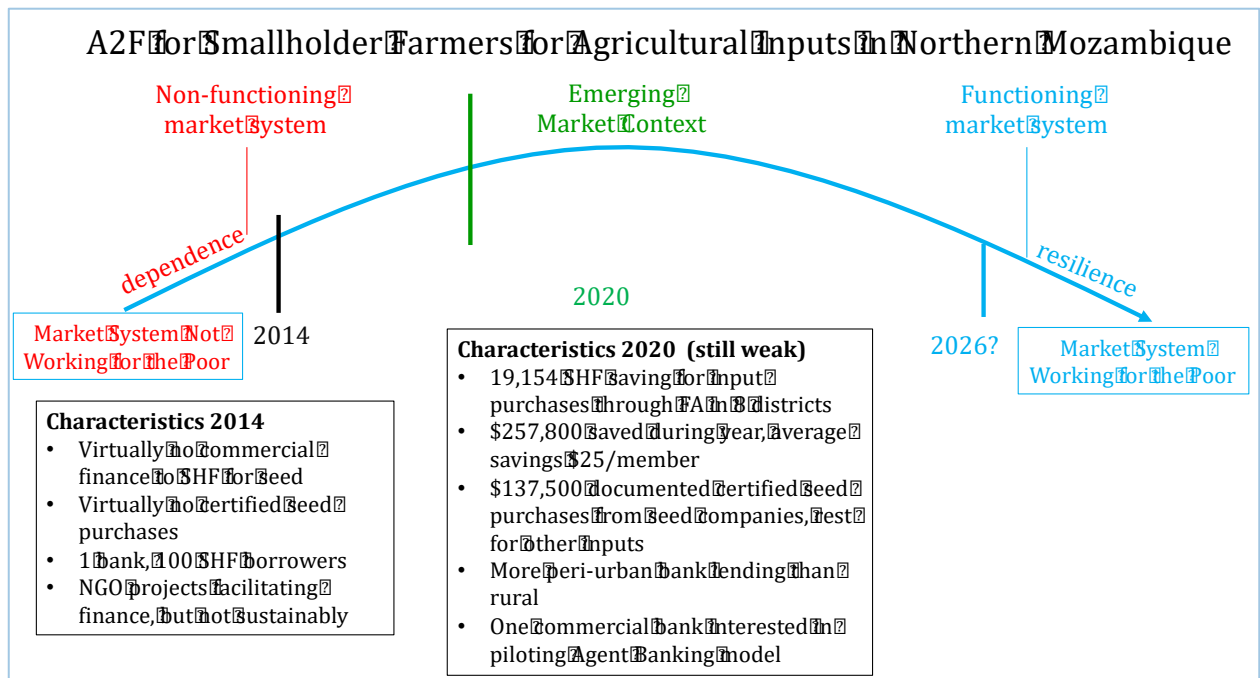 A2F for Smallholder Farmers for Agricultural Inputs in Northern Mozambique
Non-functioning
market system
Emerging
Market Context
Functioning
market system
dependence
resilience
Market System Not
Working for the Poor
2014
2020
2026?
Market System
Working for the Poor
Characteristics 2014
• Virtually no commercial
finance to SHF for seed
• Virtually no certified seed
purchases
• 1 bank, 100 SHF borrowers
• NGO projects facilitating
finance, but not sustainably
Characteristics 2020 (still weak)
• 19,154 SHF saving for input
purchases through FA in 8 districts
• $257,800 saved during year, average
savings $25/member
• $137,500 documented certified seed
purchases from seed companies, rest
for other inputs
• More peri-urban bank lending than
rural
• One commercial bank interested in
piloting Agent Banking model